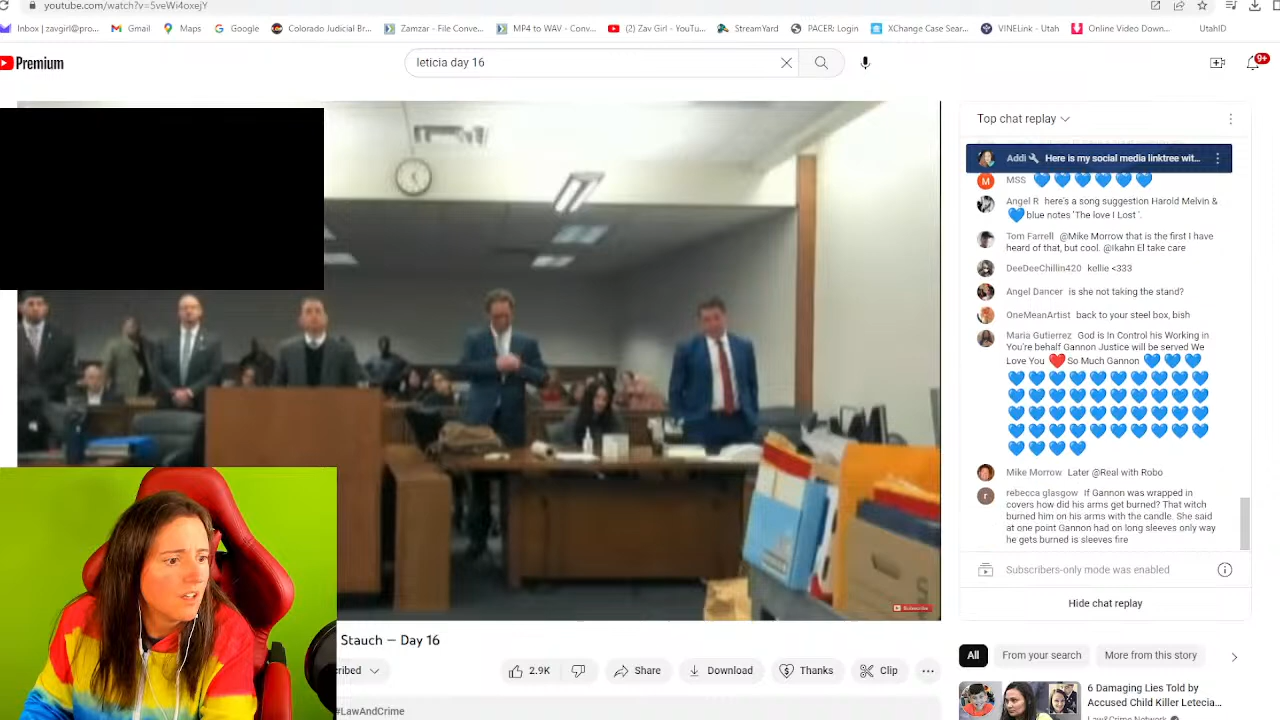 youtube.com/watch?v=5veWi4oxejY
Inbox | zavgirl@pro...
Gmail
Maps
Google
Colorado Judicial Br...
Zamzar - File Conve...
MP4 to WAV - Conv...
(2) Zav Girl - YouTu...
StreamYard
PACER: Login
XChange Case Sear...
VINELink - Utah
Online Video Down...
UtahID
Premium
leticia day 16
9+
Top chat replay
Addi Here is my social media linktree wit...
M MSS
Angel R here's a song suggestion Harold Melvin &
blue notes 'The love I Lost '.
Tom Farrell @Mike Morrow that is the first I have
heard of that, but cool. @Ikahn El take care
DeeDeeChillin420 kellie <333
Angel Dancer is she not taking the stand?
OneMeanArtist back to your steel box, bish
Maria Gutierrez God is In Control his Working in
You're behalf Gannon Justice will be served We
Love You ❤️ So Much Gannon 💙 💙 💙
Mike Morrow Later @Real with Robo
r rebecca glasgow If Gannon was wrapped in
covers how did his arms get burned? That witch
burned him on his arms with the candle. She said
at one point Gannon had on long sleeves only way
he gets burned is sleeves fire
Subscribers-only mode was enabled
Hide chat replay
Subscribe
Stauch – Day 16
ribed
2.9K
Share
Download
Thanks
Clip
#LawAndCrime
All
From your search
More from this story
6 Damaging Lies Told by
Accused Child Killer Letecia...
Law&Crime Network